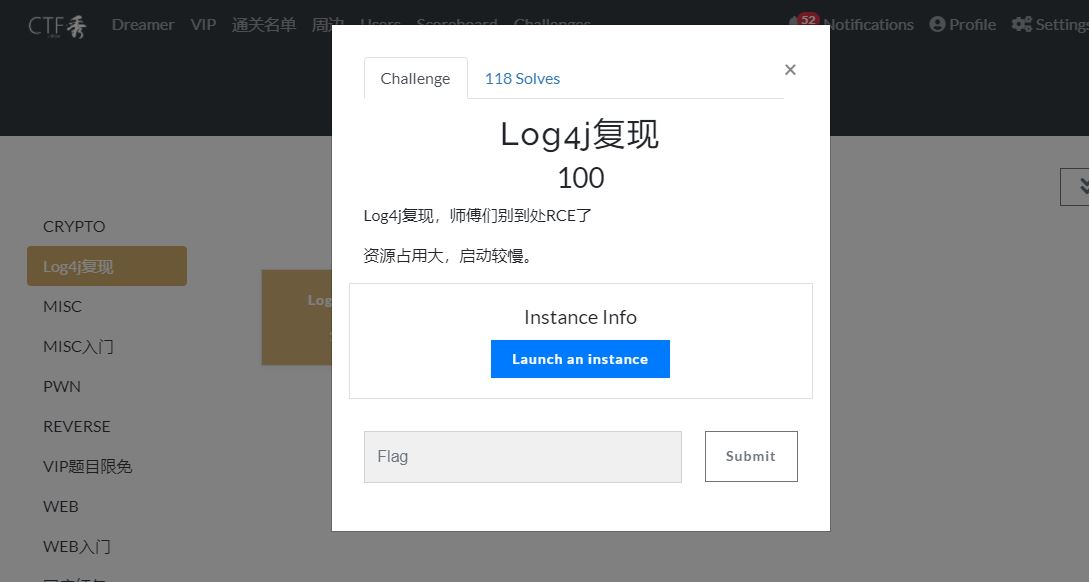 CTF秀 Dreamer VIP 通关名单 周边 Users Scoreboard Challenges 52 Notifications Profile Settings
Challenge 118 Solves ×
Log4j复现
100
Log4j复现，师傅们别到处RCE了
资源占用大，启动较慢。
Instance Info
Launch an instance
Flag Submit
CRYPTO
Log4j复现
Log
MISC
MISC入门
PWN
REVERSE
VIP题目限免
WEB
WEB入门